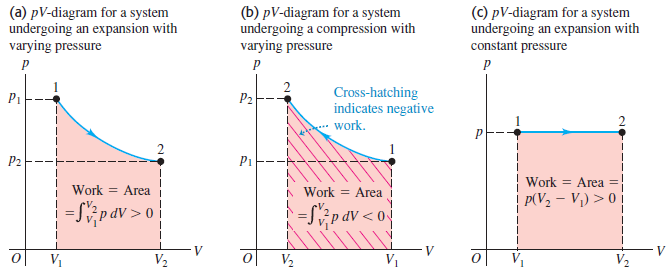 (a) pV-diagram for a system
undergoing an expansion with
varying pressure
p
p₁
1
2
p₂
Work = Area
=∫V₁V₂ p dV > 0
O
V₁
V₂
V
(b) pV-diagram for a system
undergoing a compression with
varying pressure
p
p₂
2
Cross-hatching
indicates negative
work.
1
p₁
Work = Area
=∫V₁V₂ p dV < 0
O
V₂
V₁
V
(c) pV-diagram for a system
undergoing an expansion with
constant pressure
p
p
1
2
Work = Area =
p(V₂ − V₁) > 0
O
V₁
V₂
V